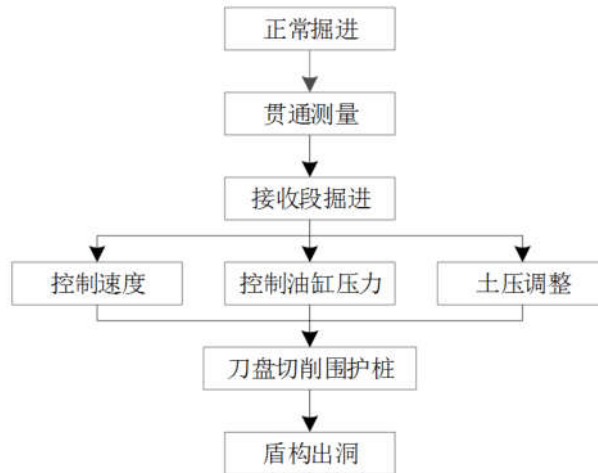 正常掘进
贯通测量
接收段掘进
控制速度
控制油缸压力
土压调整
刀盘切削围护桩
盾构出洞